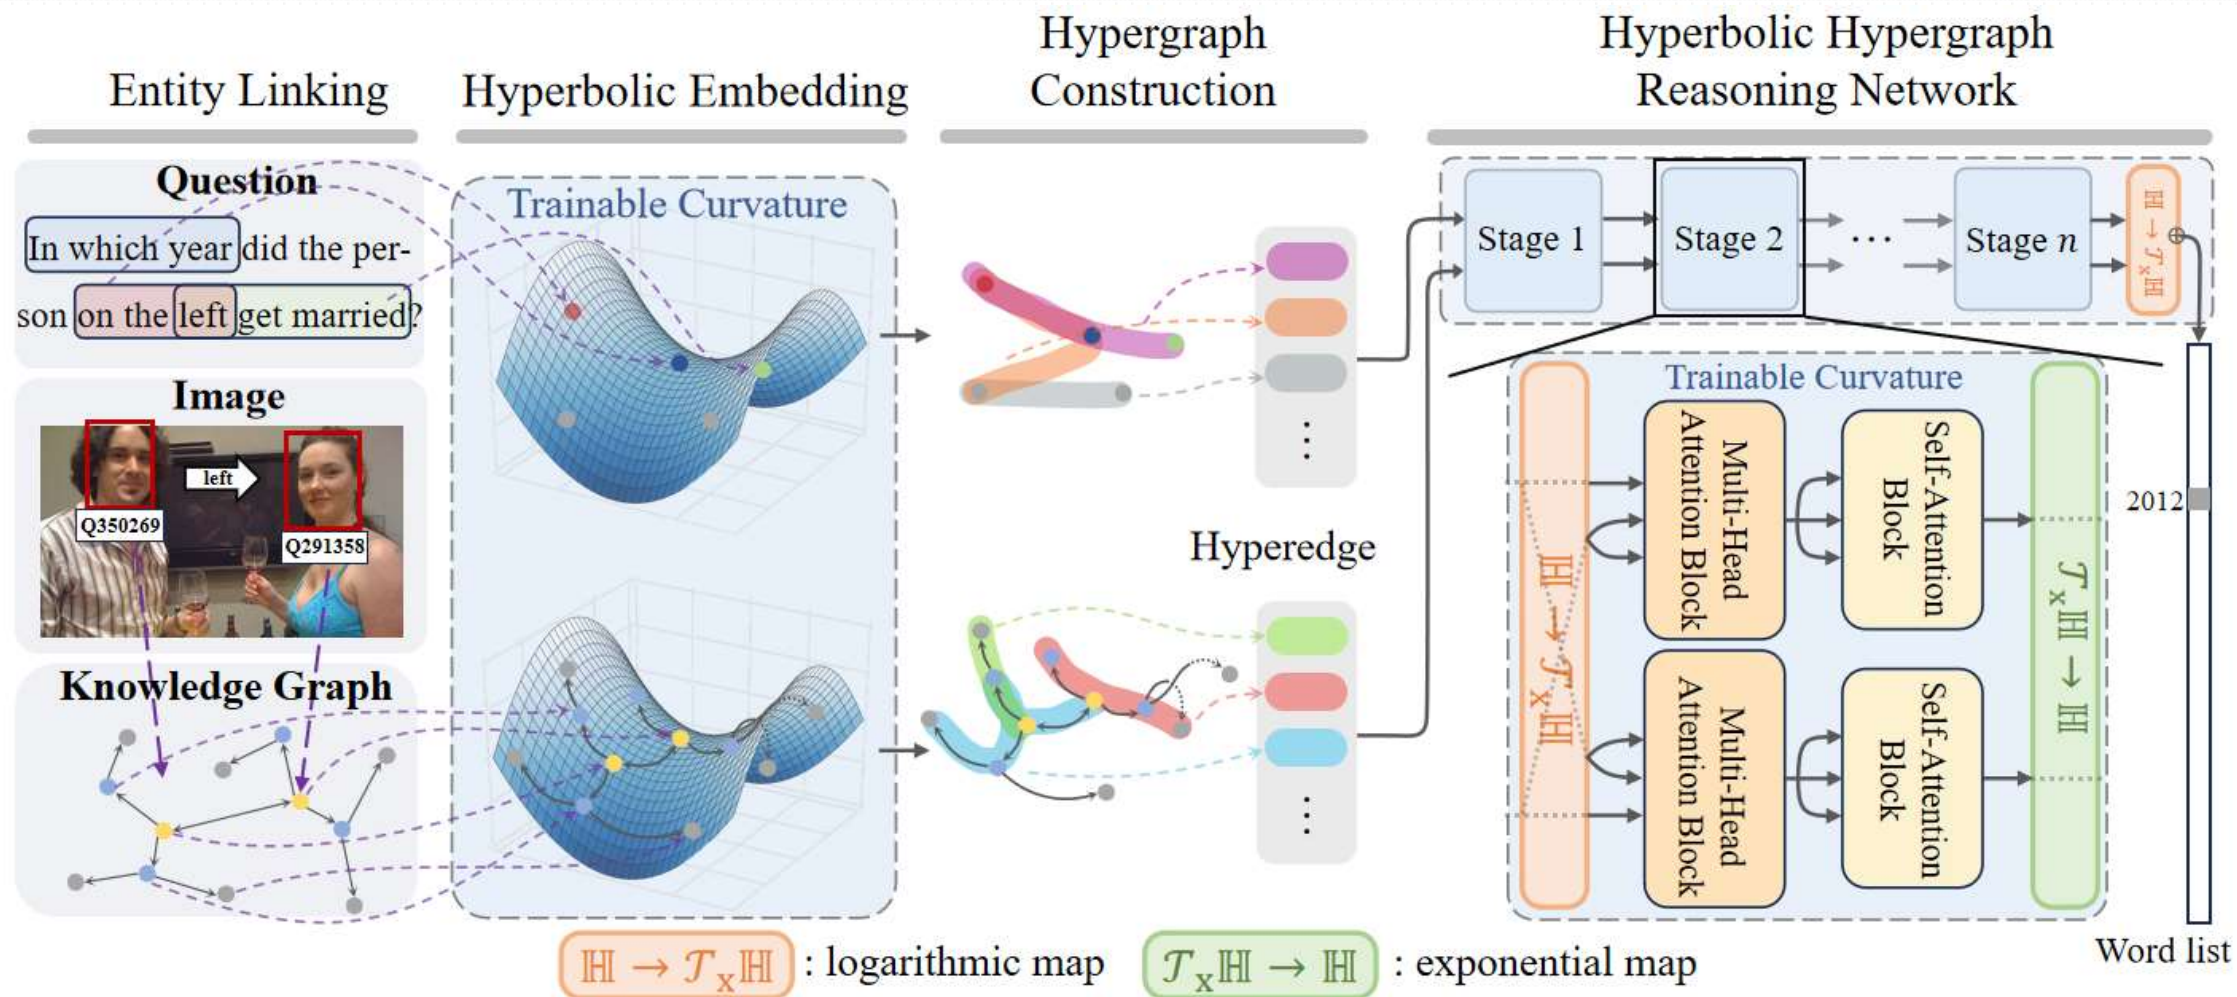 Entity Linking
Hyperbolic Embedding
Hypergraph
Construction
Hyperbolic Hypergraph
Reasoning Network
Question
In which year did the per-
son on the left get married?
Image
left
Q350269
Q291358
Knowledge Graph
Trainable Curvature
Hyperedge
Stage 1
Stage 2
...
Stage n
ℍ → 𝒯ₓℍ
⊕
Trainable Curvature
ℍ → 𝒯ₓℍ
Multi-Head
Attention Block
Self-Attention
Block
Multi-Head
Attention Block
Self-Attention
Block
𝒯ₓℍ → ℍ
2012
Word list
ℍ → 𝒯ₓℍ : logarithmic map
𝒯ₓℍ → ℍ : exponential map